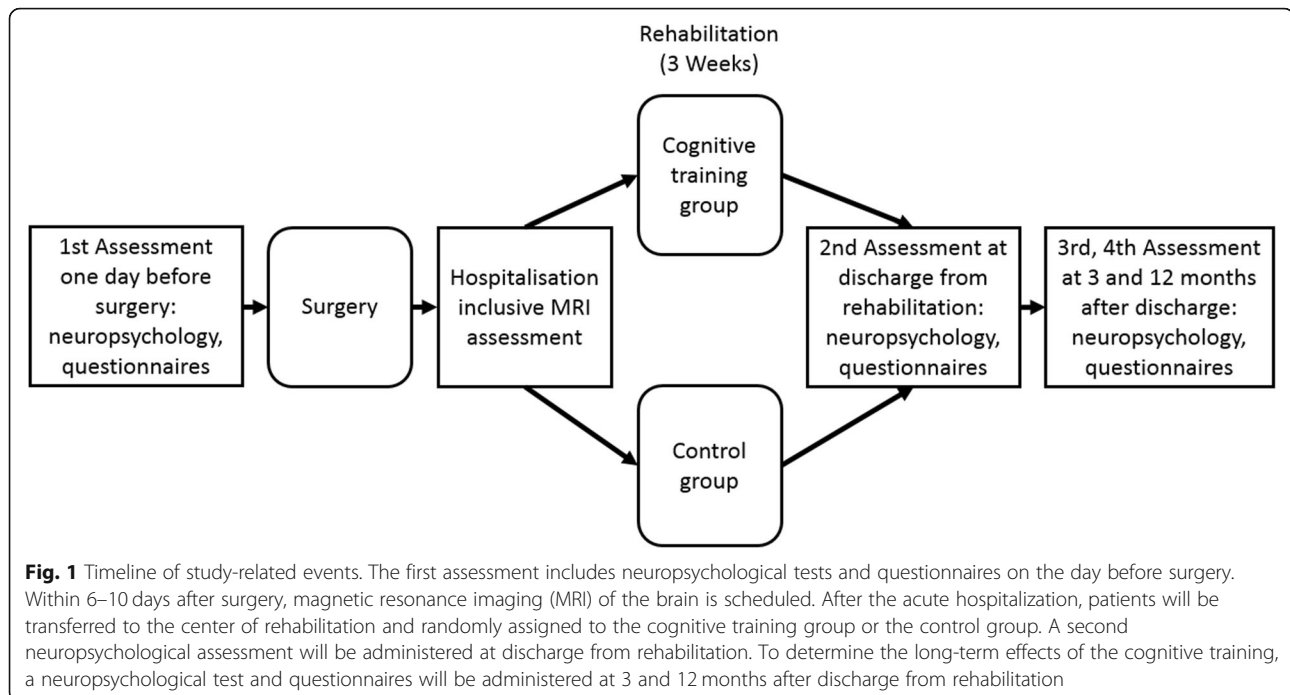 Rehabilitation
(3 Weeks)
Cognitive
training
group
1st Assessment
one day before
surgery:
neuropsychology,
questionnaires
Surgery
Hospitalisation
inclusive MRI
assessment
2nd Assessment at
discharge from
rehabilitation:
neuropsychology,
questionnaires
3rd, 4th Assessment
at 3 and 12 months
after discharge:
neuropsychology,
questionnaires
Control
group
Fig. 1 Timeline of study-related events. The first assessment includes neuropsychological tests and questionnaires on the day before surgery.
Within 6–10 days after surgery, magnetic resonance imaging (MRI) of the brain is scheduled. After the acute hospitalization, patients will be
transferred to the center of rehabilitation and randomly assigned to the cognitive training group or the control group. A second
neuropsychological assessment will be administered at discharge from rehabilitation. To determine the long-term effects of the cognitive training,
a neuropsychological test and questionnaires will be administered at 3 and 12 months after discharge from rehabilitation